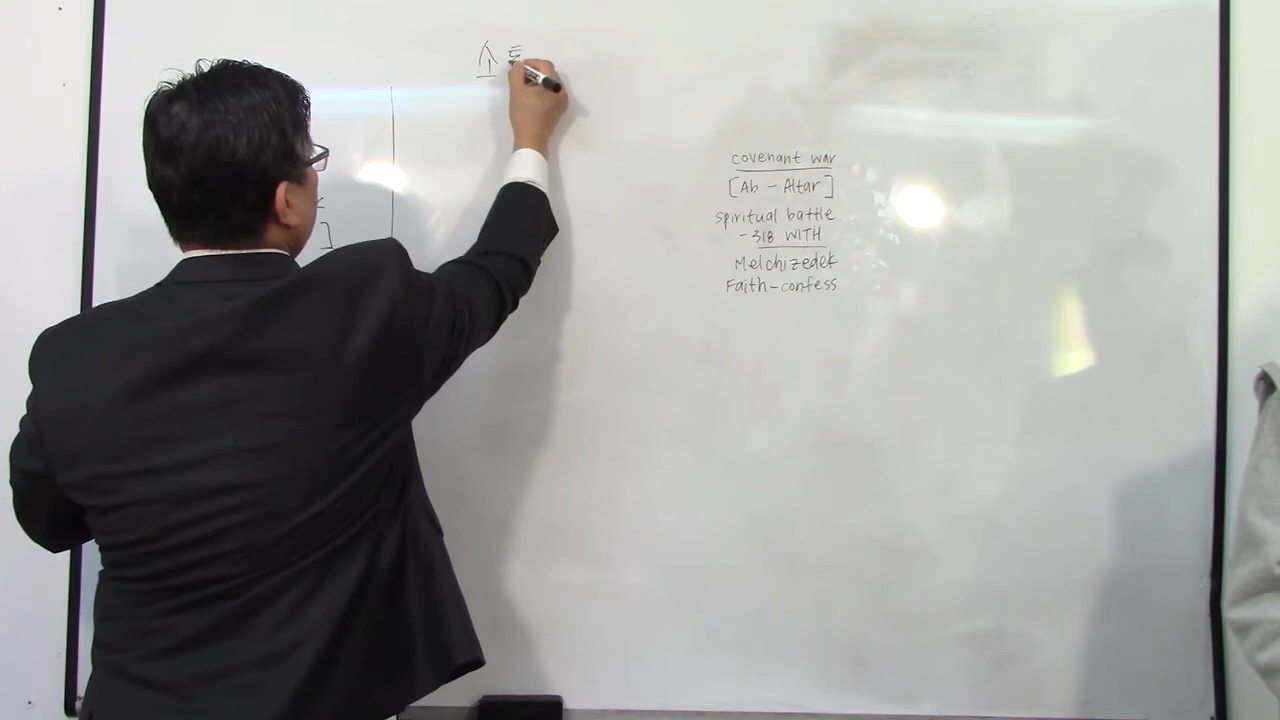 covenant war
[Ab - Altar]
spiritual battle
-318 WITH
Melchizedek
Faith-confess